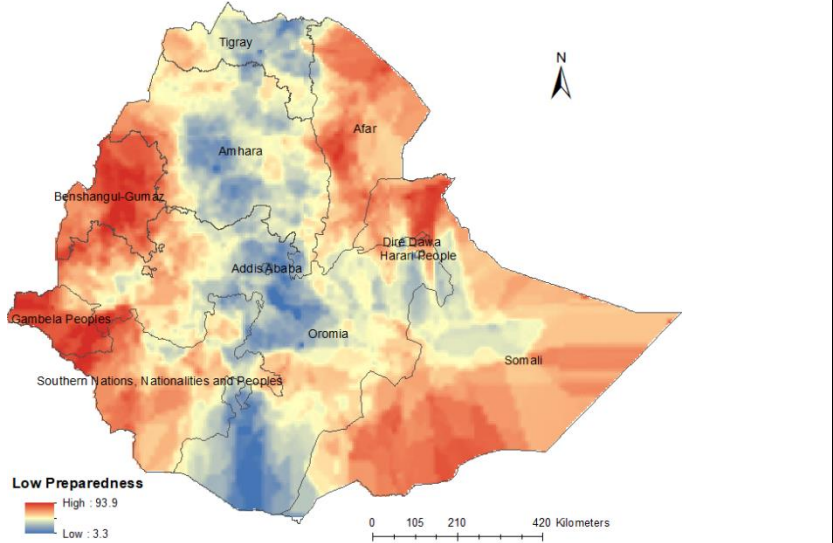 Tigray
N
Afar
Amhara
Benshangul-Gumaz
Dire Dawa
Harari People
Addis Ababa
Gambela Peoples
Oromia
Somali
Southern Nations, Nationalities and Peoples
Low Preparedness
High : 93.9
Low : 3.3
0 105 210 420 Kilometers